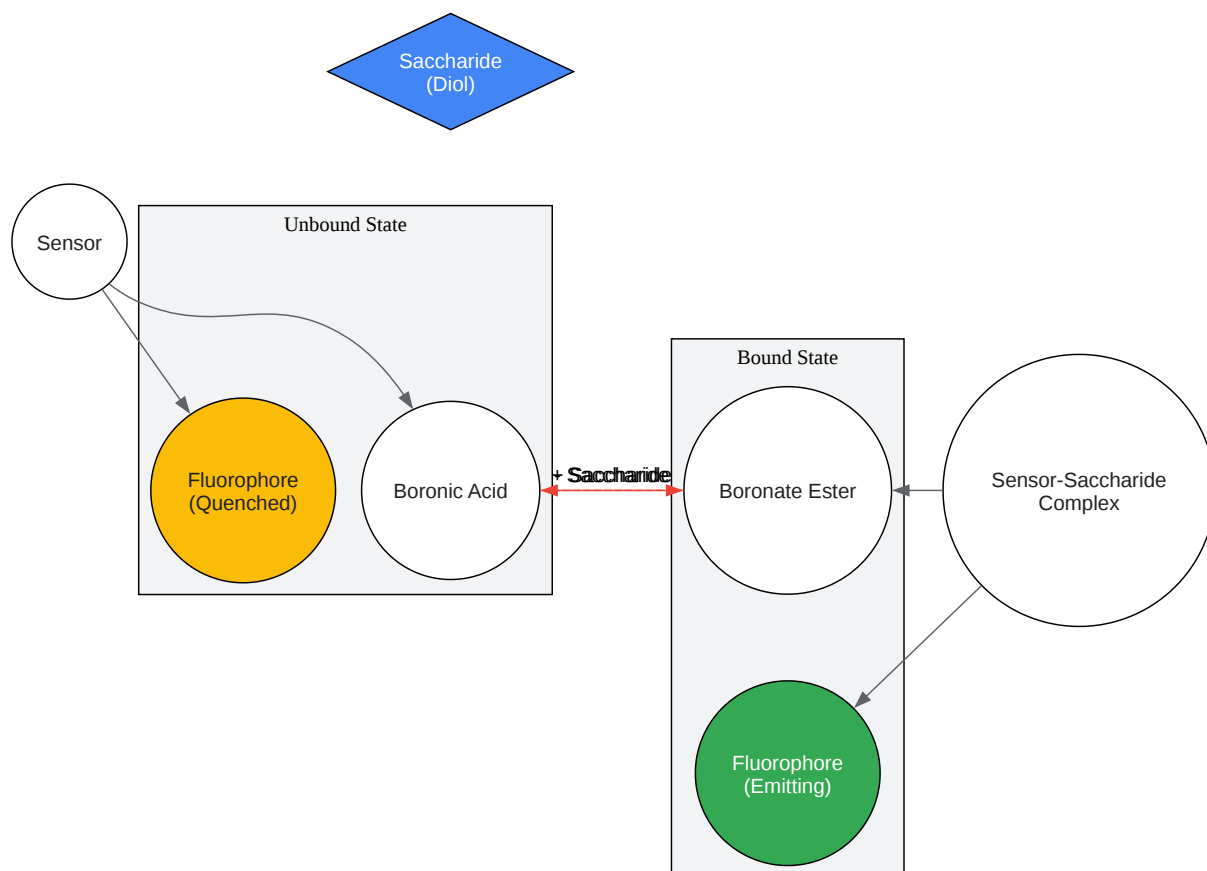 Saccharide
(Diol)
Unbound State
Sensor
Bound State
Fluorophore
(Quenched)
Boronic Acid
+ Saccharide
Boronate Ester
Sensor-Saccharide
Complex
Fluorophore
(Emitting)